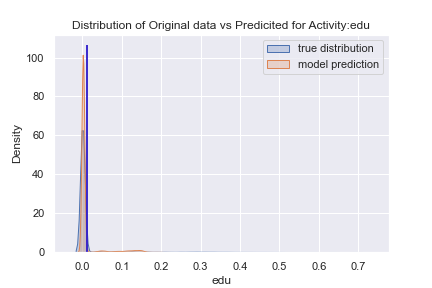 Distribution of Original data vs Predicited for Activity:edu
true distribution
model prediction
Density
100
80
60
40
20
0
0.0 0.1 0.2 0.3 0.4 0.5 0.6 0.7
edu